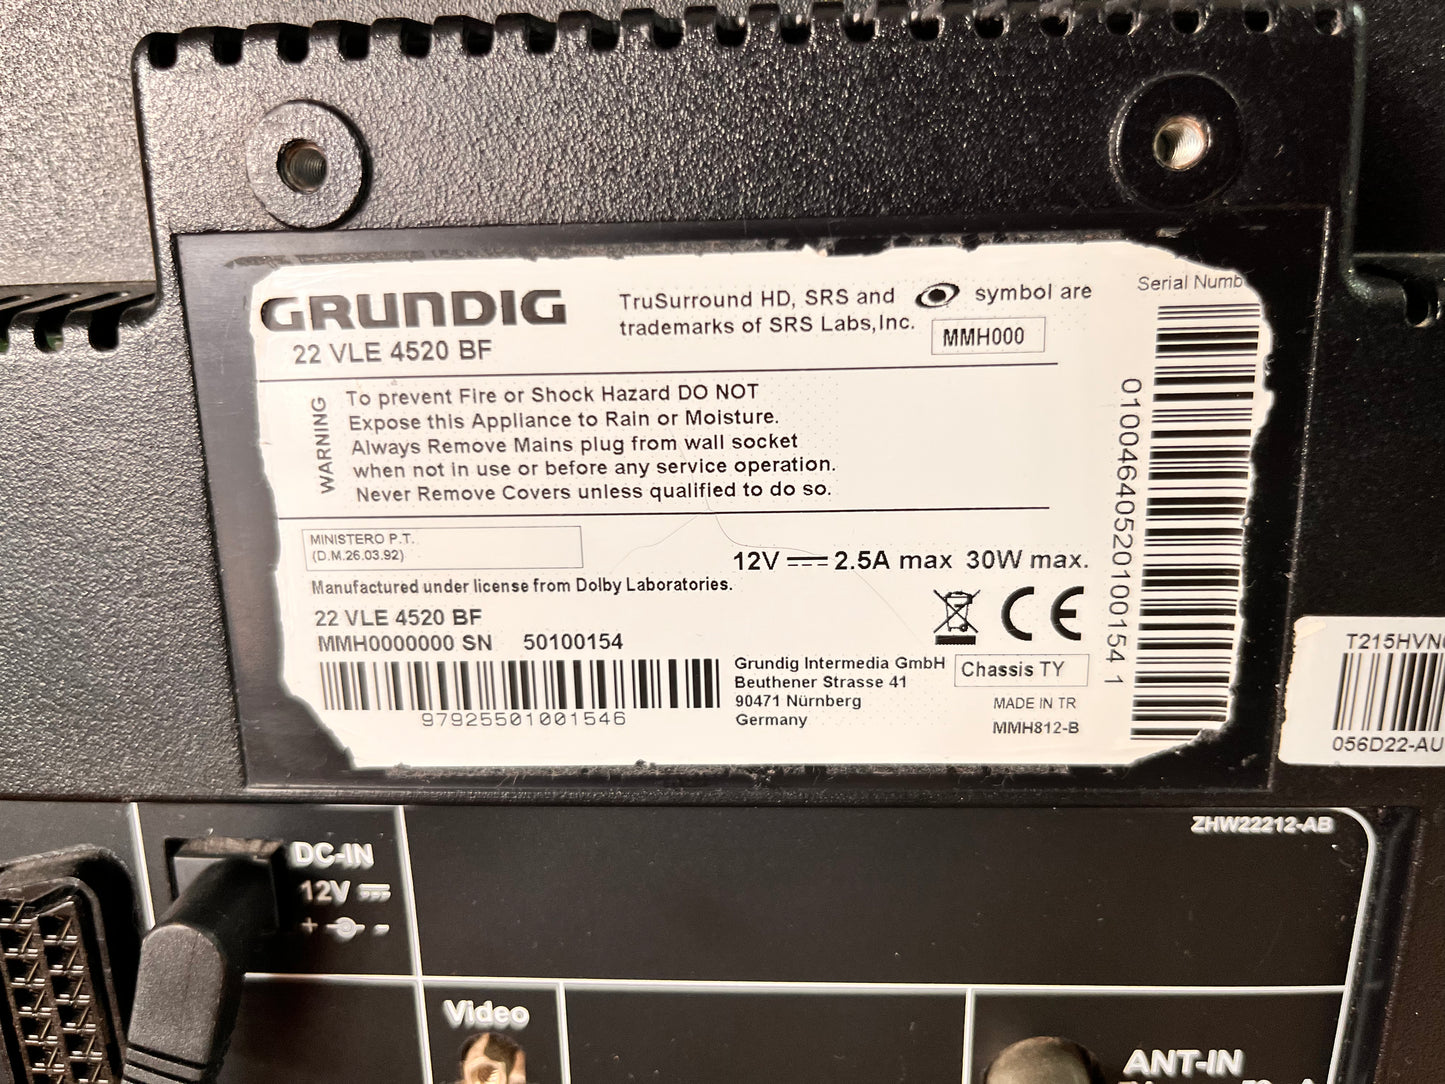 GRUNDIG
22 VLE 4520 BF
TruSurround HD, SRS and symbol are
trademarks of SRS Labs,Inc.
MMH000
Serial Numb
WARNING
To prevent Fire or Shock Hazard DO NOT
Expose this Appliance to Rain or Moisture.
Always Remove Mains plug from wall socket
when not in use or before any service operation.
Never Remove Covers unless qualified to do so.
MINISTERO P.T.
(D.M.26.03.92)
12V 2.5A max 30W max.
Manufactured under license from Dolby Laboratories.
22 VLE 4520 BF
MMH0000000 SN 50100154
97925501001546
Grundig Intermedia GmbH
Beuthener Strasse 41
90471 Nürnberg
Germany
CE
Chassis TY
MADE IN TR
MMH812-B
01004640520100154 1
T215HVN
056D22-AU
ZHW22212-AB
DC-IN
12V
+ -
Video
ANT-IN